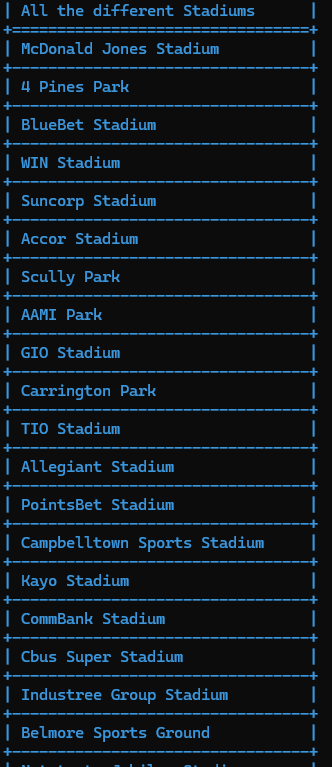 All the different Stadiums
McDonald Jones Stadium
4 Pines Park
BlueBet Stadium
WIN Stadium
Suncorp Stadium
Accor Stadium
Scully Park
AAMI Park
GIO Stadium
Carrington Park
TIO Stadium
Allegiant Stadium
PointsBet Stadium
Campbelltown Sports Stadium
Kayo Stadium
CommBank Stadium
Cbus Super Stadium
Industree Group Stadium
Belmore Sports Ground